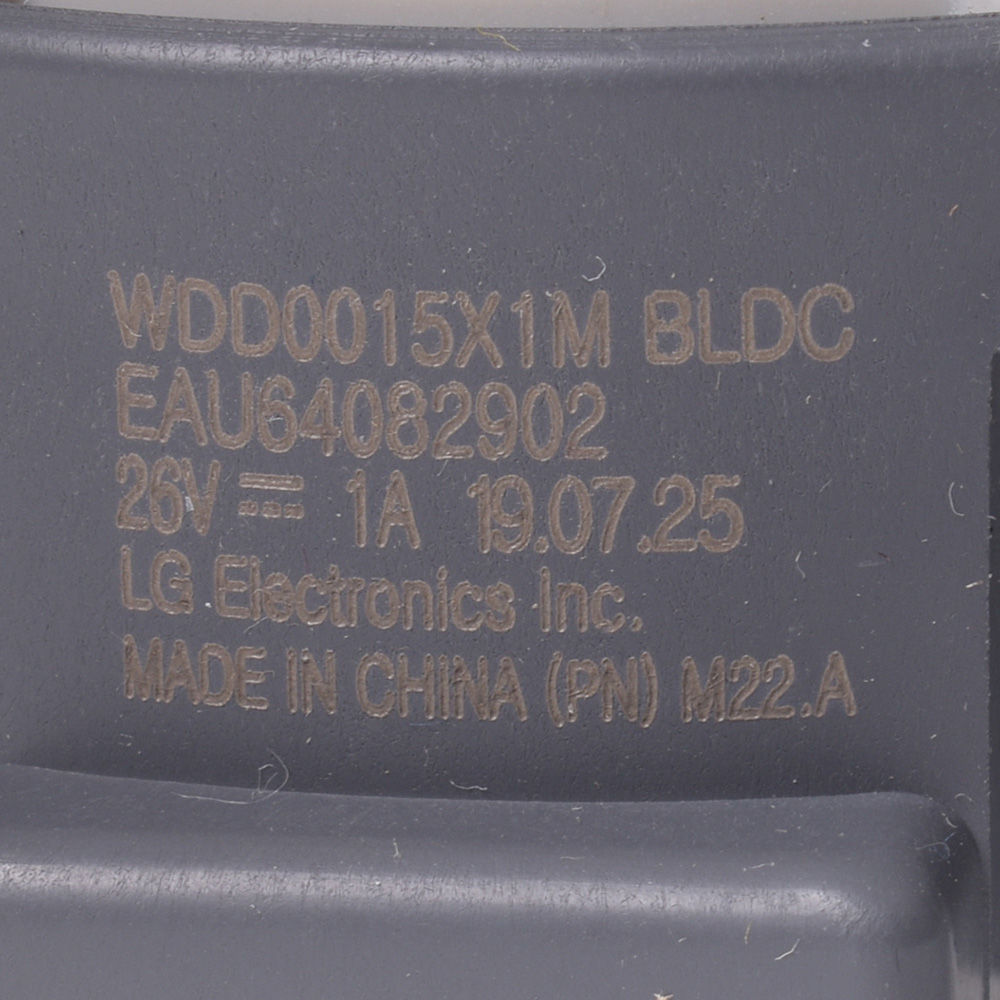 WDD0015X1M BLDC
EAU64082902
26V ⎓ 1A 19.07.25
LG Electronics Inc.
MADE IN CHINA (PN) M22.A